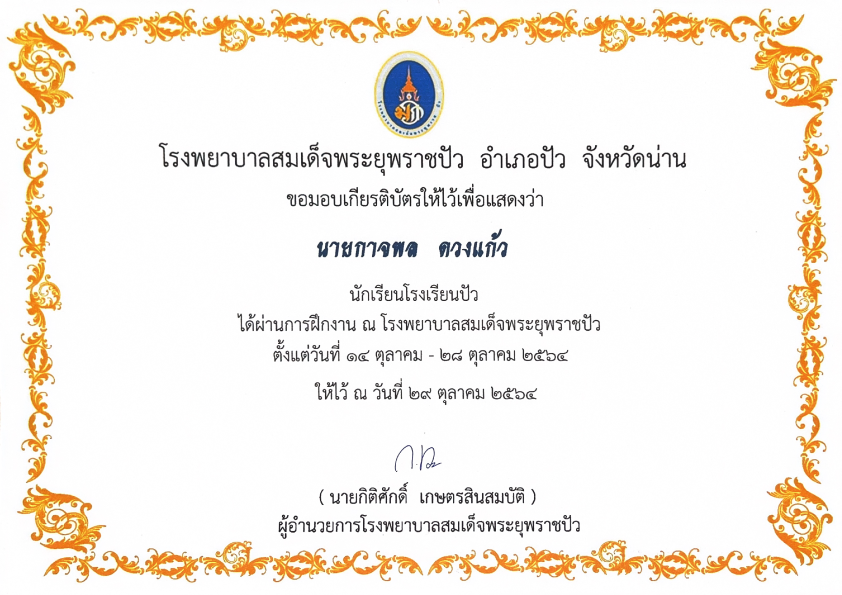 โรงพยาบาลสมเด็จพระยุพราชปัว อำเภอปัว จังหวัดน่าน
ขอมอบเกียรติบัตรให้ไว้เพื่อแสดงว่า
นายกาจพล ดวงแก้ว
นักเรียนโรงเรียนปัว
ได้ผ่านการฝึกงาน ณ โรงพยาบาลสมเด็จพระยุพราชปัว
ตั้งแต่วันที่ ๑๔ ตุลาคม - ๒๘ ตุลาคม ๒๕๖๔
ให้ไว้ ณ วันที่ ๒๙ ตุลาคม ๒๕๖๔
( นายกิติศักดิ์ เกษตรสินสมบัติ )
ผู้อำนวยการโรงพยาบาลสมเด็จพระยุพราชปัว